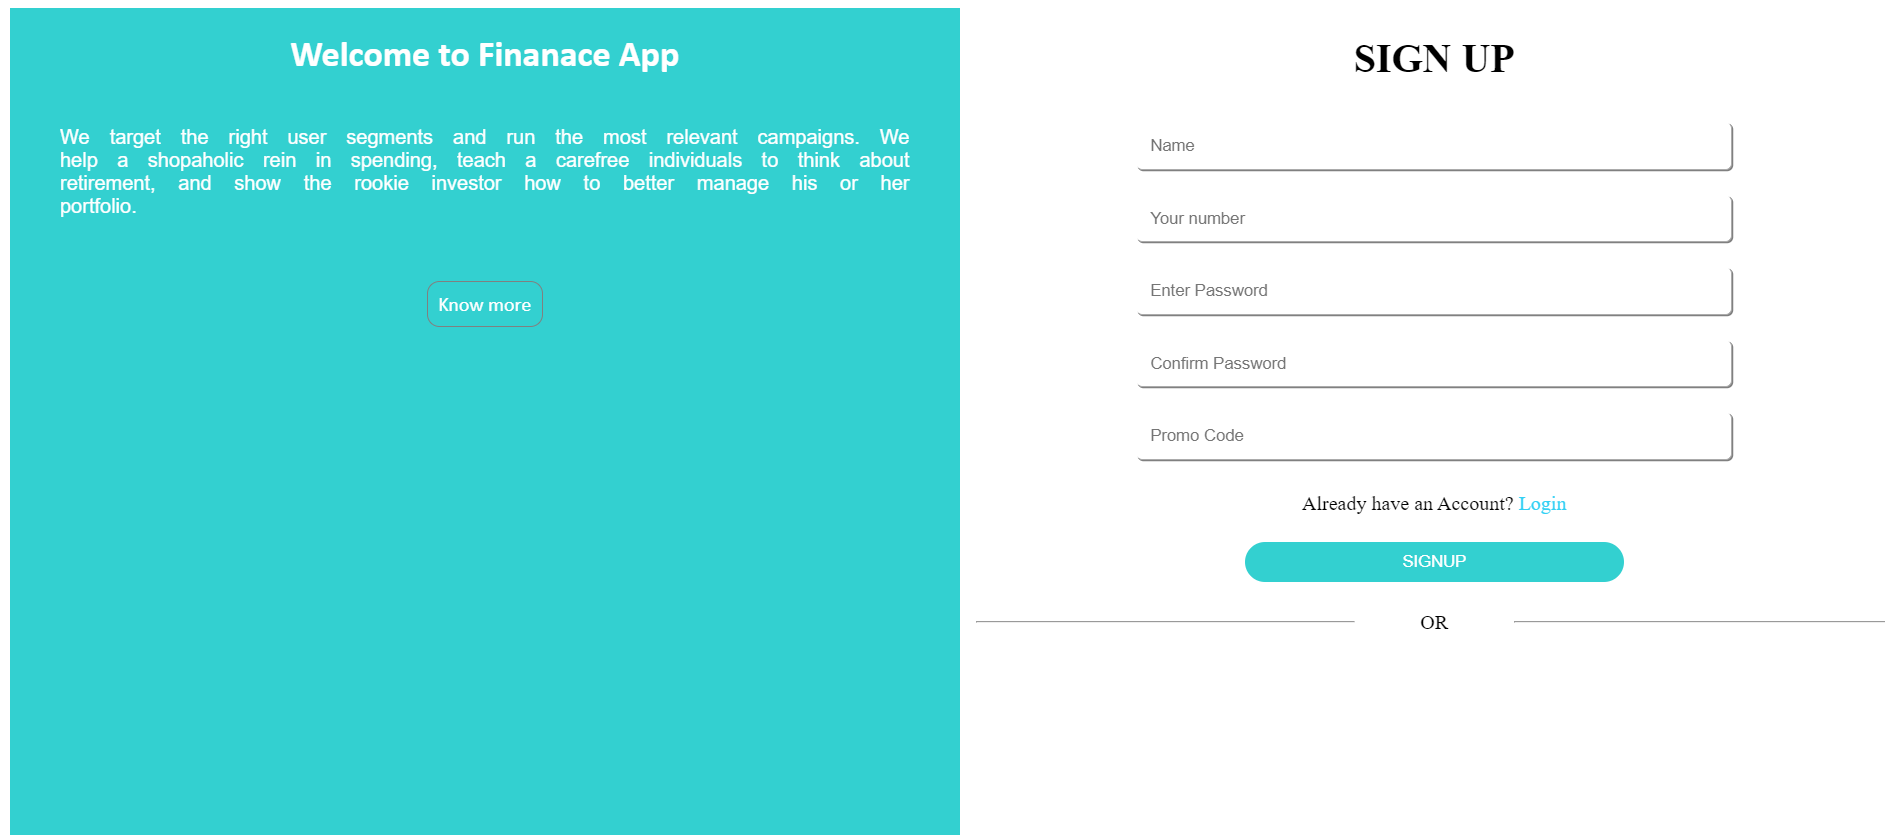 Welcome to Finanace App
We target the right user segments and run the most relevant campaigns. We
help a shopaholic rein in spending, teach a carefree individuals to think about
retirement, and show the rookie investor how to better manage his or her
portfolio.
Know more
SIGN UP
Name
Your number
Enter Password
Confirm Password
Promo Code
Already have an Account? Login
SIGNUP
OR